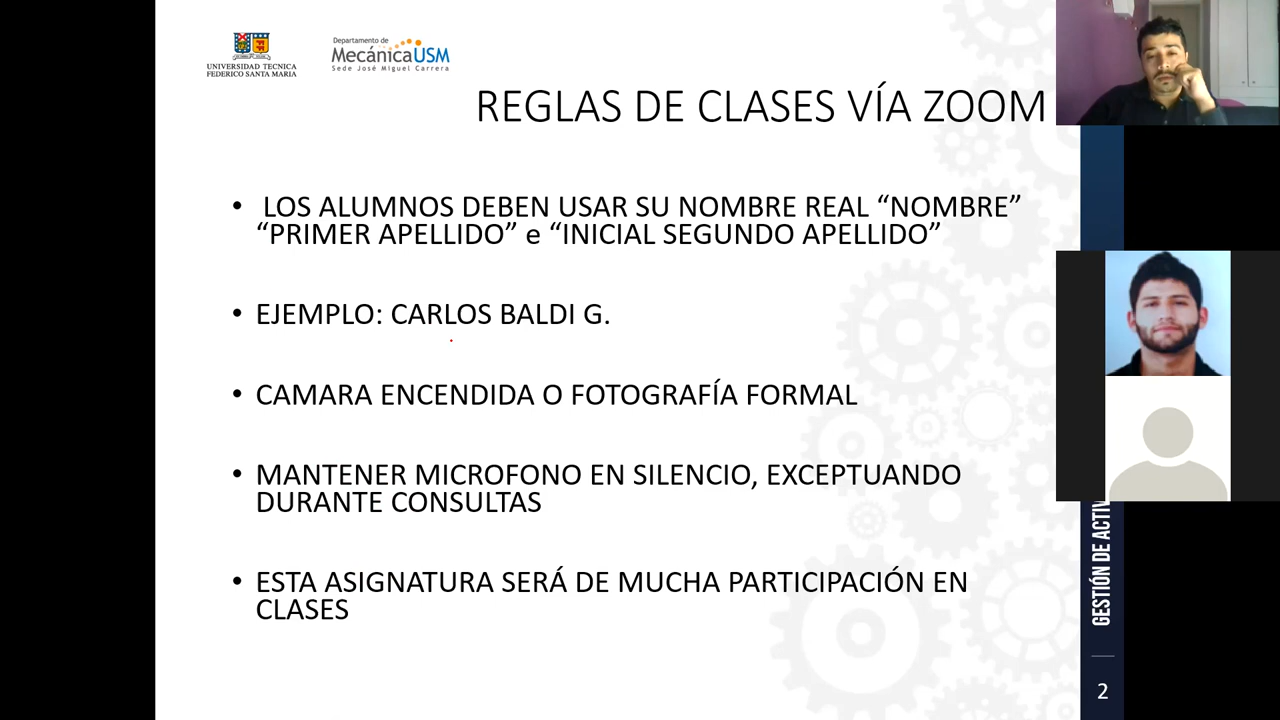 UNIVERSIDAD TECNICA
FEDERICO SANTA MARIA
Departamento de
MecánicaUSM
Sede José Miguel Carrera
REGLAS DE CLASES VÍA ZOOM
• LOS ALUMNOS DEBEN USAR SU NOMBRE REAL “NOMBRE”
“PRIMER APELLIDO” e “INICIAL SEGUNDO APELLIDO”
• EJEMPLO: CARLOS BALDI G.
• CAMARA ENCENDIDA O FOTOGRAFÍA FORMAL
• MANTENER MICROFONO EN SILENCIO, EXCEPTUANDO
DURANTE CONSULTAS
• ESTA ASIGNATURA SERÁ DE MUCHA PARTICIPACIÓN EN
CLASES
GESTIÓN DE
2